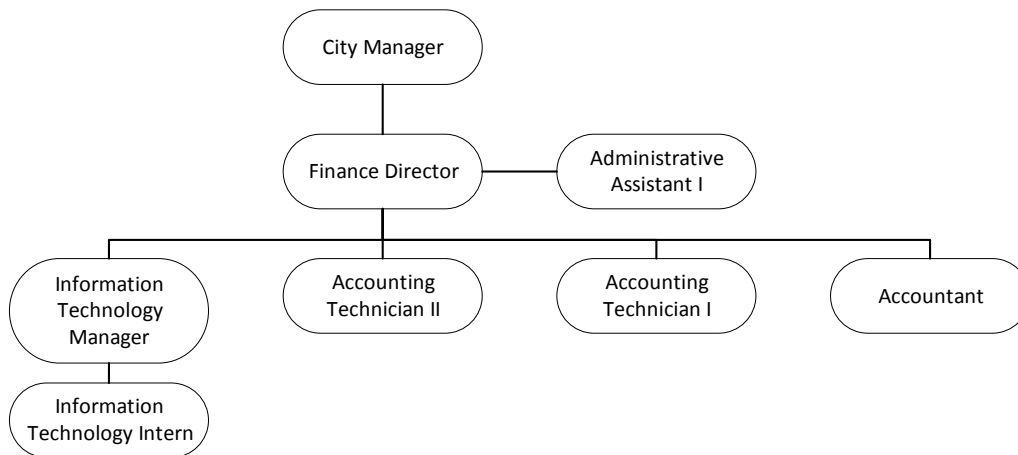 City Manager
Finance Director
Administrative
Assistant I
Information
Technology
Manager
Accounting
Technician II
Accounting
Technician I
Accountant
Information
Technology Intern